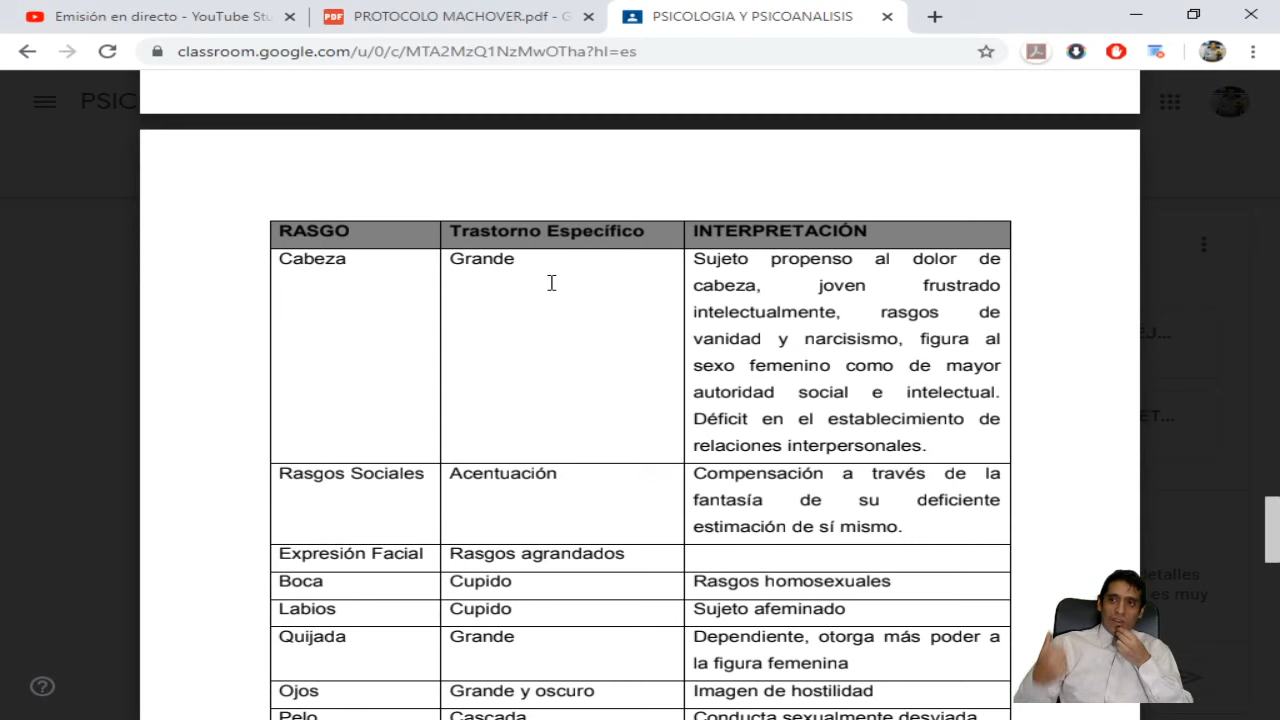 Emisión en directo - YouTube Stu
PROTOCOLO MACHOVER.pdf - G
PSICOLOGIA Y PSICOANALISIS
classroom.google.com/u/0/c/MTA2MzQ1NzMwOTha?hl=es
PSIC
RASGO Trastorno Específico INTERPRETACIÓN
Cabeza Grande Sujeto propenso al dolor de
cabeza, joven frustrado
intelectualmente, rasgos de
vanidad y narcisismo, figura al
sexo femenino como de mayor
autoridad social e intelectual.
Déficit en el establecimiento de
relaciones interpersonales.
Rasgos Sociales Acentuación Compensación a través de la
fantasía de su deficiente
estimación de sí mismo.
Expresión Facial Rasgos agrandados
Boca Cupido Rasgos homosexuales
Labios Cupido Sujeto afeminado
Quijada Grande Dependiente, otorga más poder a
la figura femenina
Ojos Grande y oscuro Imagen de hostilidad
Pelo Cascada Conducta sexualmente desviada
EJ...
ET...
detalles
es muy